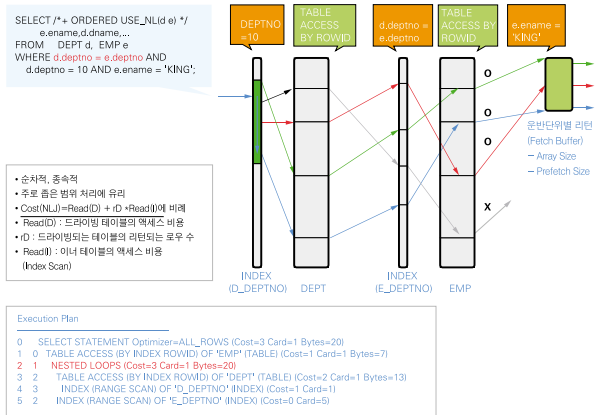 SELECT /*+ ORDERED USE_NL(d e) */
e.ename,d.dname,...
FROM DEPT d, EMP e
WHERE d.deptno = e.deptno AND
d.deptno = 10 AND e.ename = 'KING';
DEPTNO
=10
TABLE
ACCESS
BY ROWID
d.deptno =
e.deptno
TABLE
ACCESS BY
ROWID
e.ename =
'KING'
O
O
O
X
운반단위별 리턴
(Fetch Buffer)
– Array Size
– Prefetch Size
• 순차적, 종속적
• 주로 좁은 범위 처리에 유리
• Cost(NLJ)=Read(D) + rD *Read(I)에 비례
• Read(D) : 드라이빙 테이블의 액세스 비용
• rD : 드라이빙되는 테이블의 리턴되는 로우 수
• Read(I) : 이너 테이블의 액세스 비용
(Index Scan)
INDEX
(D_DEPTNO)
DEPT
INDEX
(E_DEPTNO)
EMP
Execution Plan
0 SELECT STATEMENT Optimizer=ALL_ROWS (Cost=3 Card=1 Bytes=20)
1 0 TABLE ACCESS (BY INDEX ROWID) OF 'EMP' (TABLE) (Cost=1 Card=1 Bytes=7)
2 1 NESTED LOOPS (Cost=3 Card=1 Bytes=20)
3 2 TABLE ACCESS (BY INDEX ROWID) OF 'DEPT' (TABLE) (Cost=2 Card=1 Bytes=13)
4 3 INDEX (RANGE SCAN) OF 'D_DEPTNO' (INDEX) (Cost=1 Card=1)
5 2 INDEX (RANGE SCAN) OF 'E_DEPTNO' (INDEX) (Cost=0 Card=5)